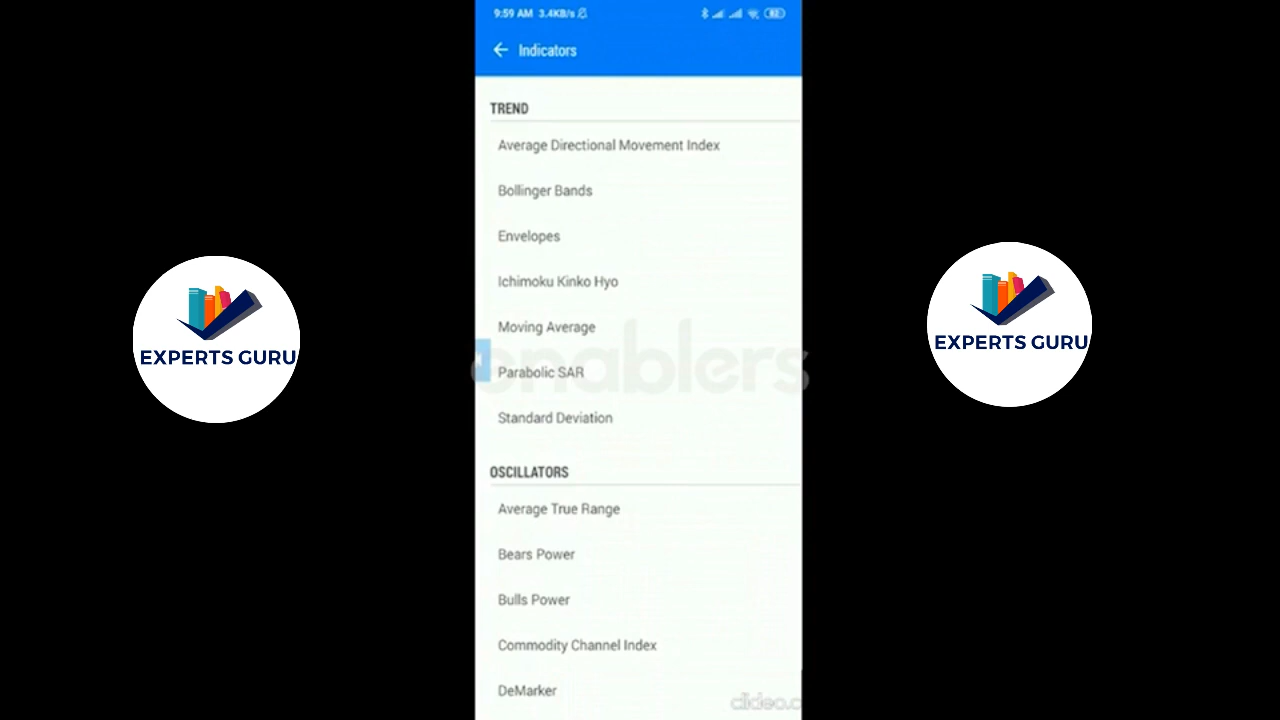 9:59 AM 3.4KB/s
Indicators
TREND
Average Directional Movement Index
Bollinger Bands
Envelopes
Ichimoku Kinko Hyo
Moving Average
enablers
Parabolic SAR
Standard Deviation
OSCILLATORS
Average True Range
Bears Power
Bulls Power
Commodity Channel Index
DeMarker
clideo.c
EXPERTS GURU
EXPERTS GURU